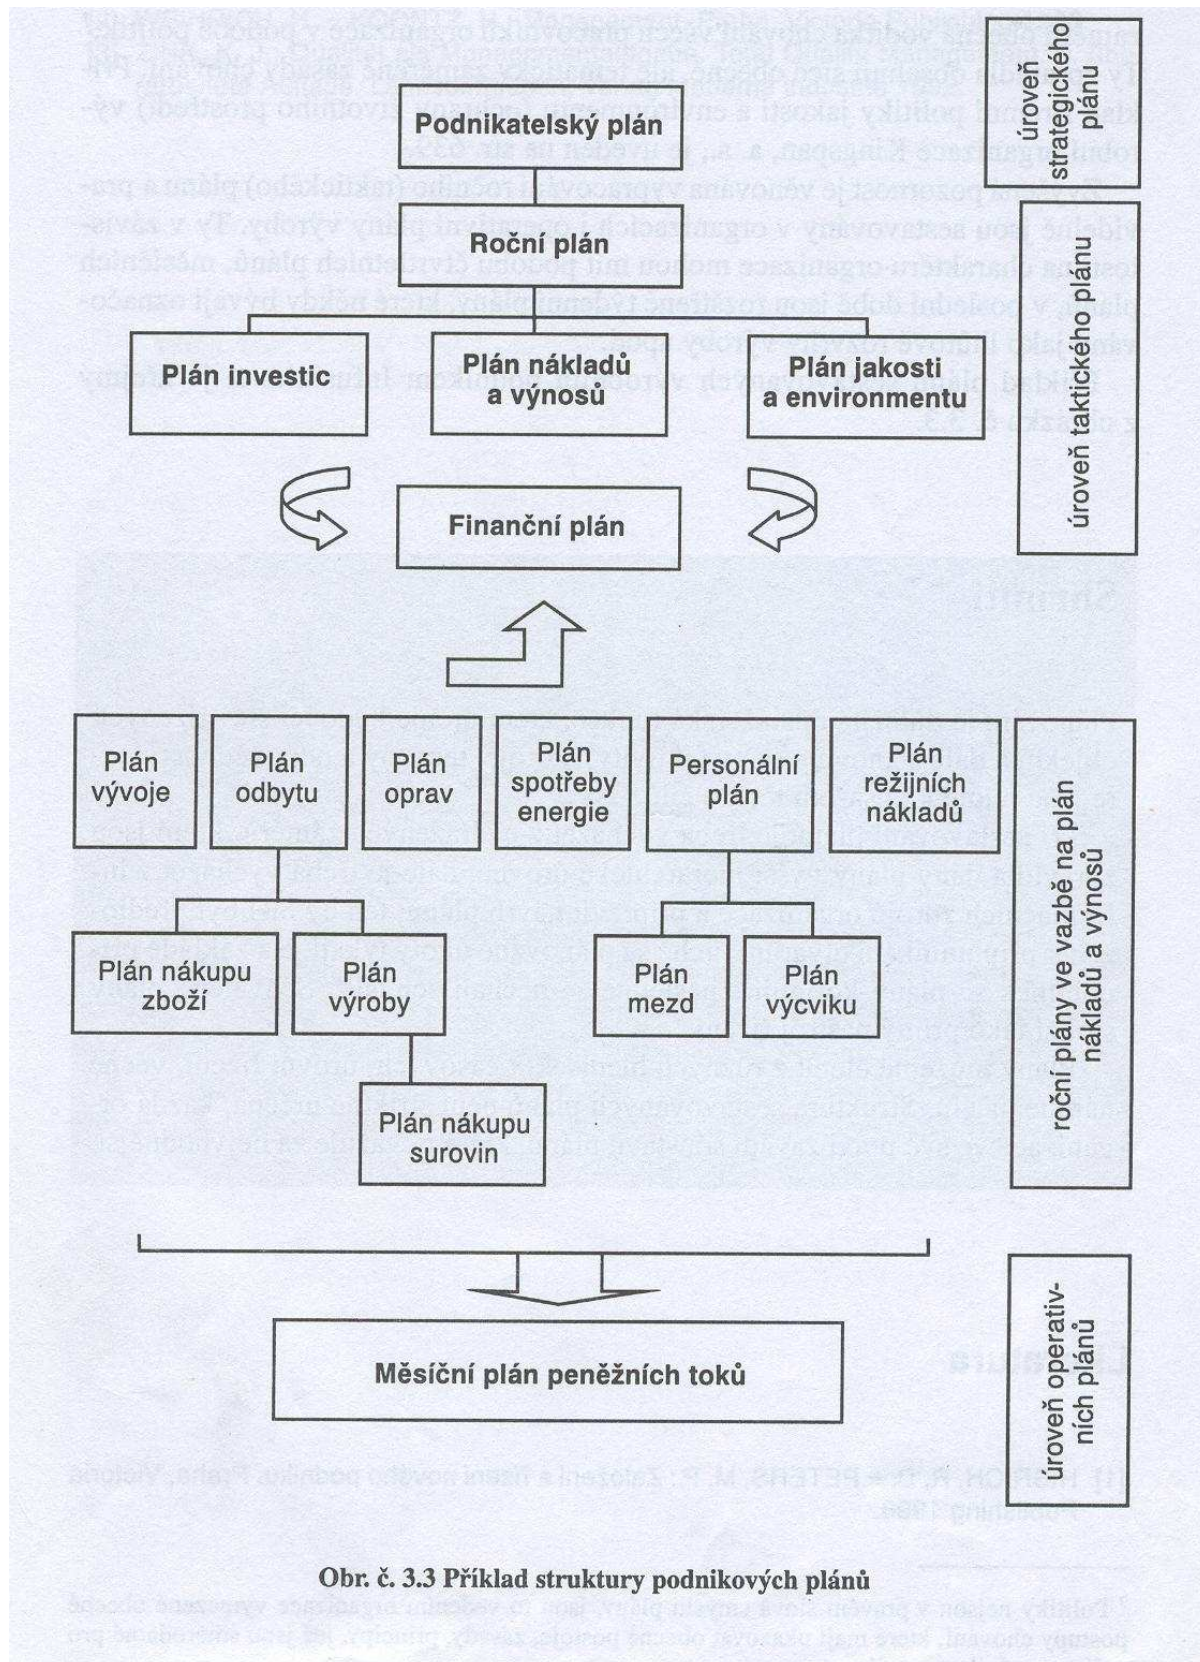 Podnikatelský plán
úroveň
strategického
plánu
Roční plán
Plán investic
Plán nákladů
a výnosů
Plán jakosti
a environmentu
úroveň taktického plánu
Finanční plán
Plán
vývoje
Plán
odbytu
Plán
oprav
Plán
spotřeby
energie
Personální
plán
Plán
režijních
nákladů
Plán nákupu
zboží
Plán
výroby
Plán
mezd
Plán
výcviku
Plán nákupu
surovin
roční plány ve vazbě na plán
nákladů a výnosů
Měsíční plán peněžních toků
úroveň operativ-
ních plánů
Obr. č. 3.3 Příklad struktury podnikových plánů